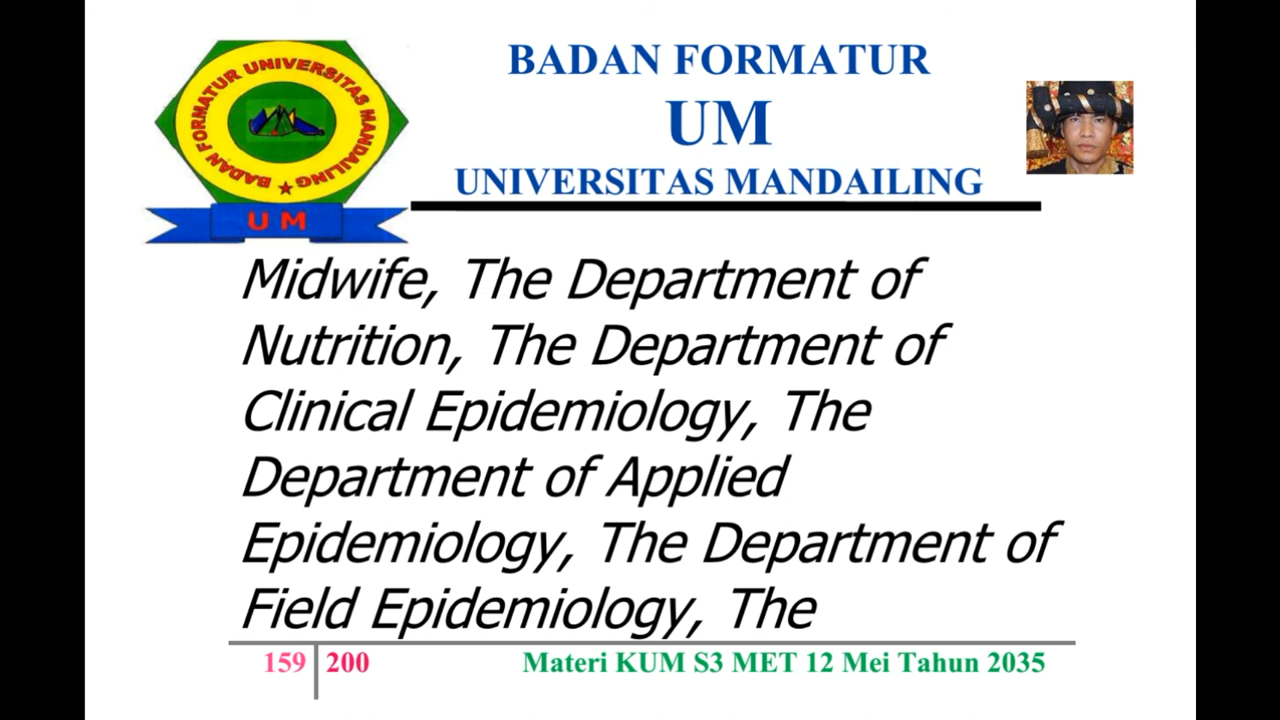 BADAN FORMATUR UNIVERSITAS MANDAILING
UM
BADAN FORMATUR
UM
UNIVERSITAS MANDAILING
Midwife, The Department of
Nutrition, The Department of
Clinical Epidemiology, The
Department of Applied
Epidemiology, The Department of
Field Epidemiology, The
159 200 Materi KUM S3 MET 12 Mei Tahun 2035